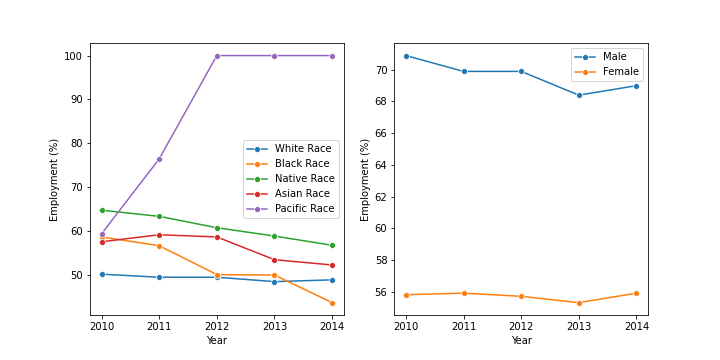 100
90
80
70
60
50
Employment (%)
2010 2011 2012 2013 2014
Year
White Race
Black Race
Native Race
Asian Race
Pacific Race
70
68
66
64
62
60
58
56
Employment (%)
2010 2011 2012 2013 2014
Year
Male
Female